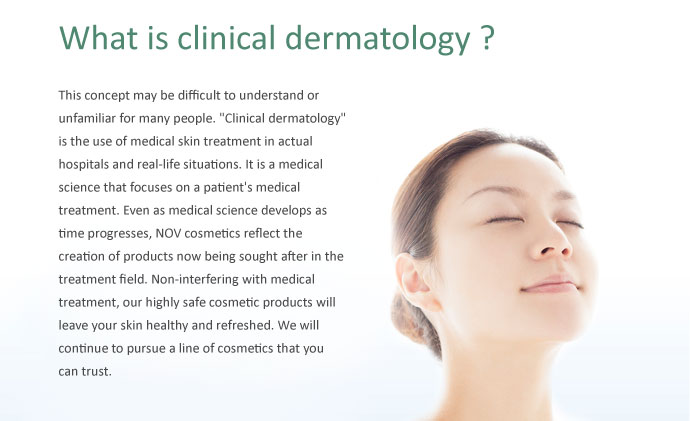 What is clinical dermatology ?
This concept may be difficult to understand or
unfamiliar for many people. "Clinical dermatology"
is the use of medical skin treatment in actual
hospitals and real-life situations. It is a medical
science that focuses on a patient's medical
treatment. Even as medical science develops as
time progresses, NOV cosmetics reflect the
creation of products now being sought after in the
treatment field. Non-interfering with medical
treatment, our highly safe cosmetic products will
leave your skin healthy and refreshed. We will
continue to pursue a line of cosmetics that you
can trust.